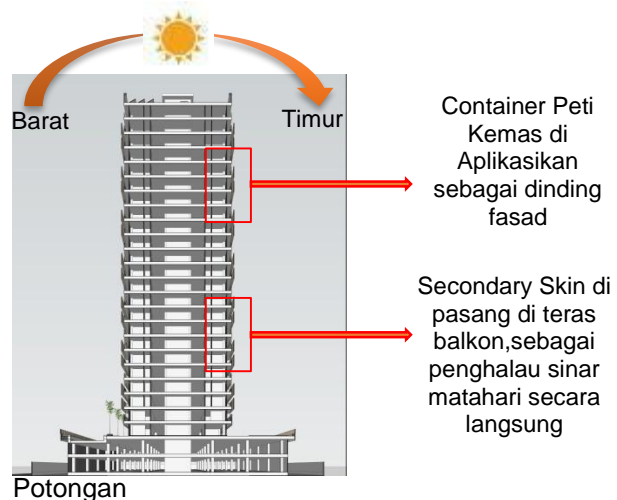 Barat
Timur
Container Peti
Kemas di
Aplikasikan
sebagai dinding
fasad
Secondary Skin di
pasang di teras
balkon,sebagai
penghalau sinar
matahari secara
langsung
Potongan